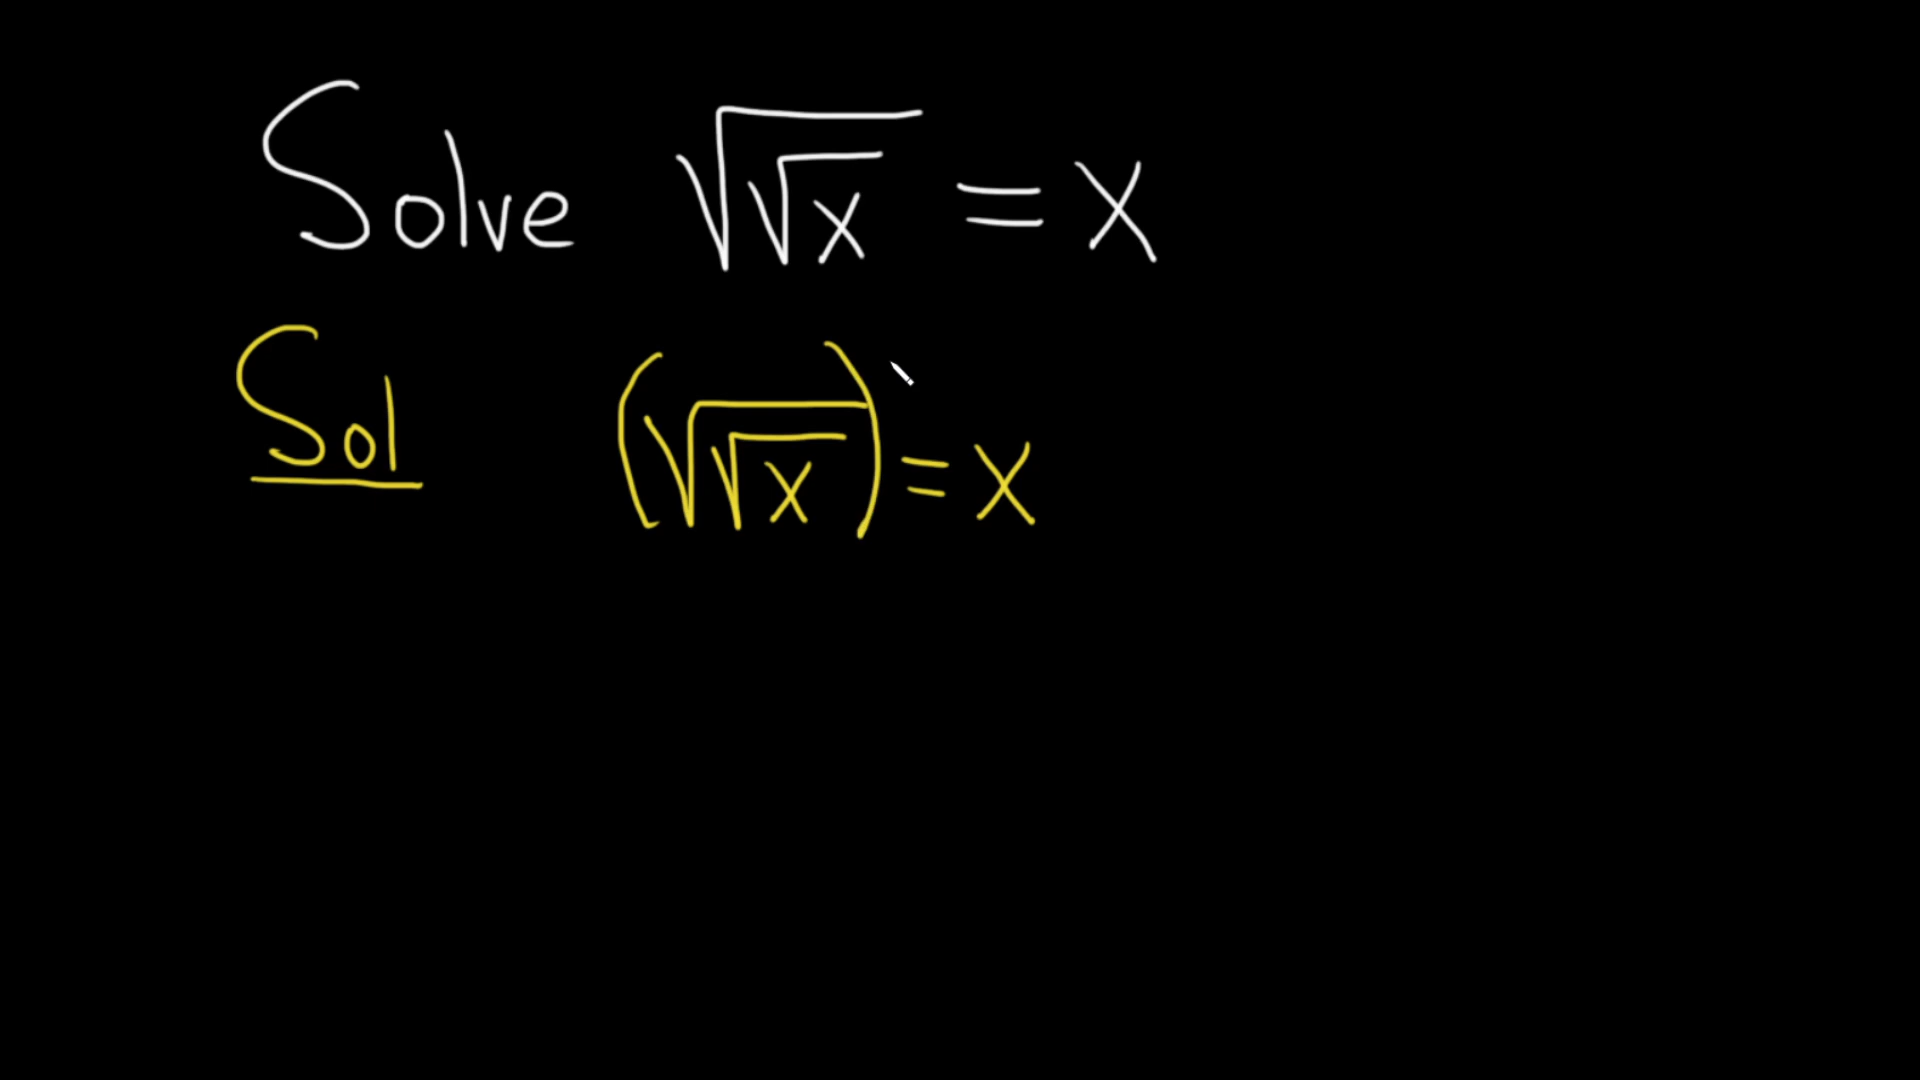 Solve √√x = x
Sol (√√x) = x